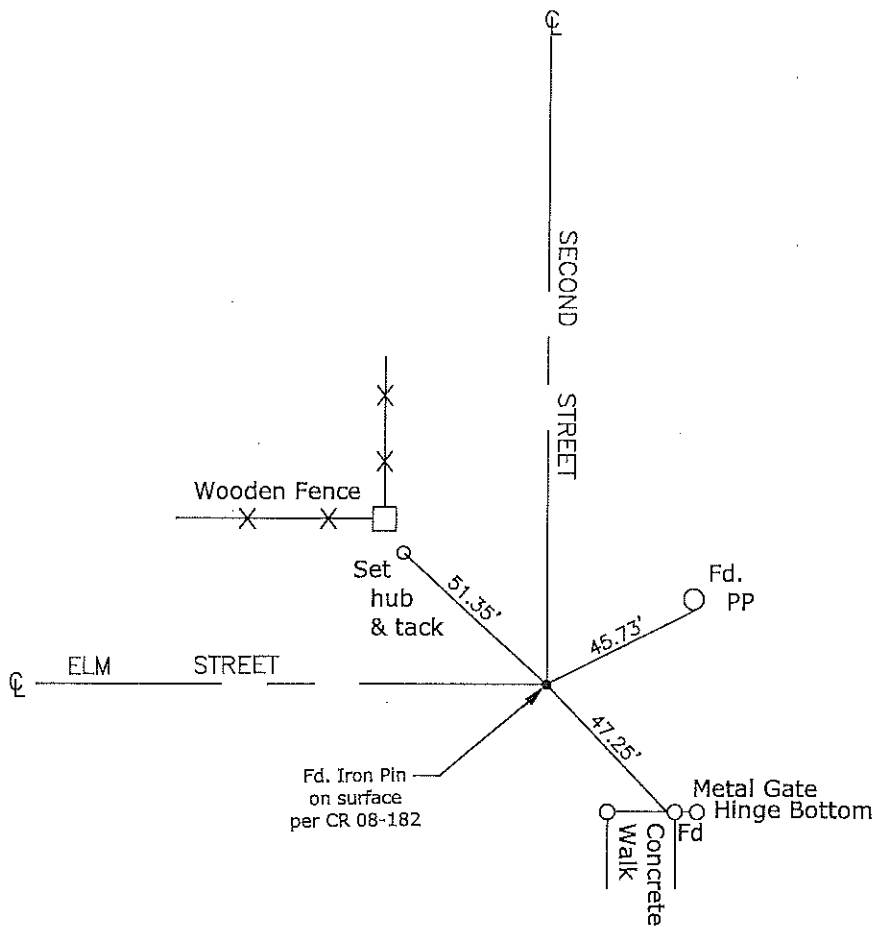 ℄
SECOND STREET
Wooden Fence
Set
hub
& tack
51.35'
Fd.
PP
45.73'
℄ ELM STREET
47.25'
Fd. Iron Pin
on surface
per CR 08-182
Metal Gate
Hinge Bottom
Fd
Concrete
Walk